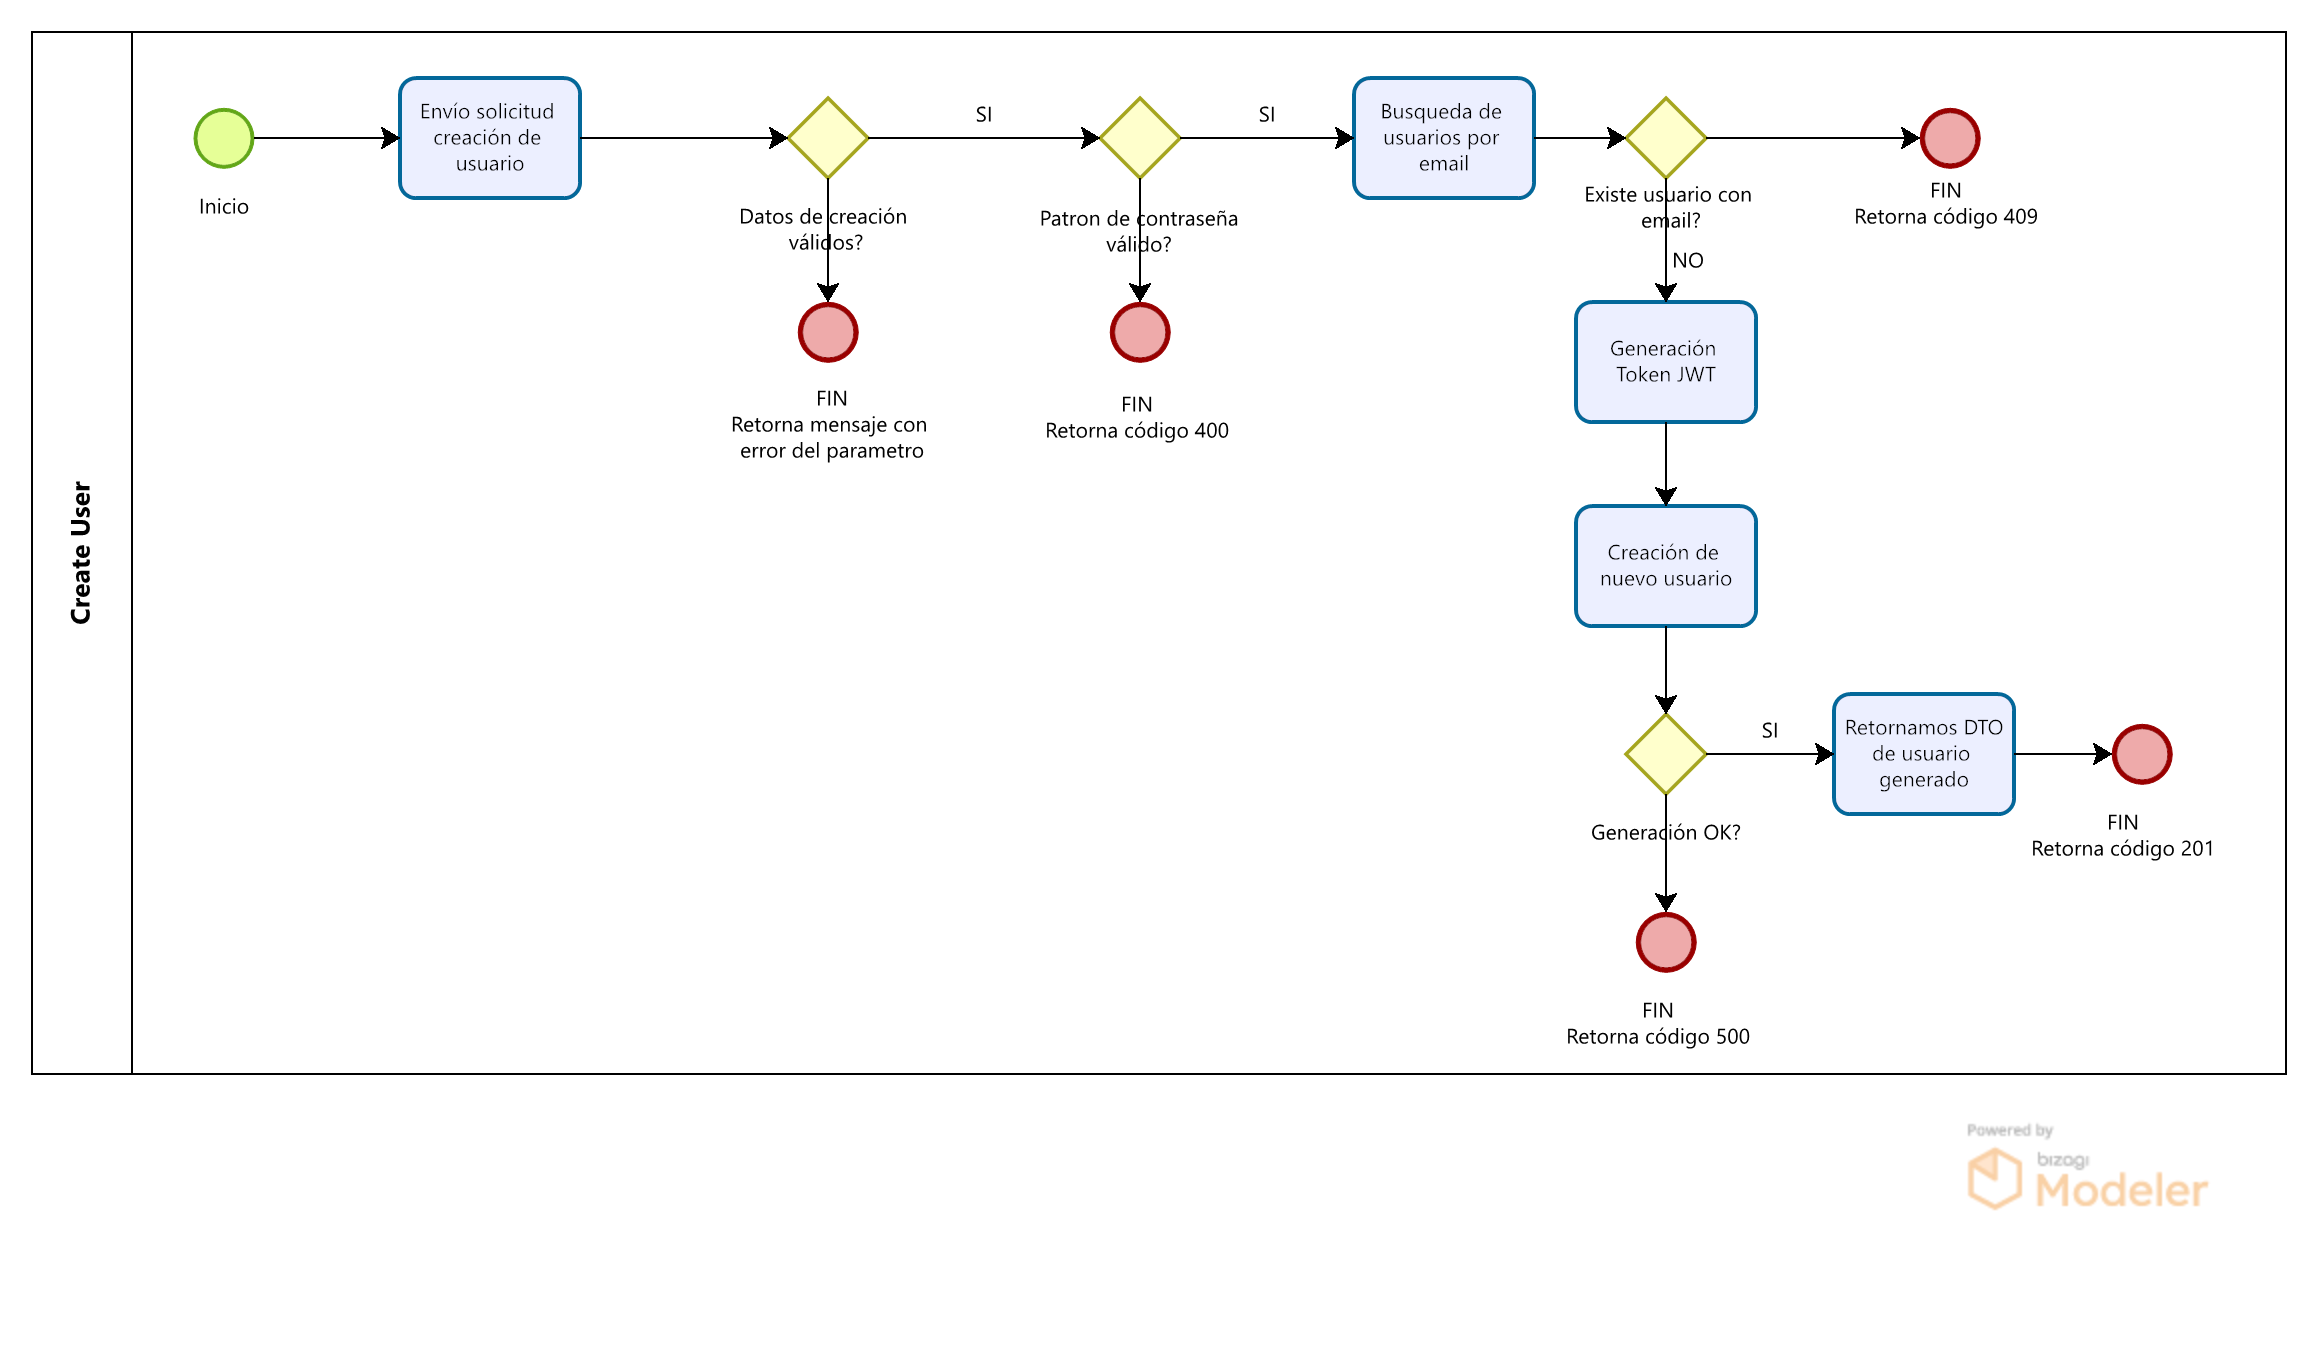 Create User
Inicio
Envío solicitud
creación de
usuario
Datos de creación
válidos?
SI
FIN
Retorna mensaje con
error del parametro
Patron de contraseña
válido?
SI
FIN
Retorna código 400
Busqueda de
usuarios por
email
Existe usuario con
email?
NO
FIN
Retorna código 409
Generación
Token JWT
Creación de
nuevo usuario
Generación OK?
SI
Retornamos DTO
de usuario
generado
FIN
Retorna código 201
FIN
Retorna código 500
Powered by
bizagi
Modeler